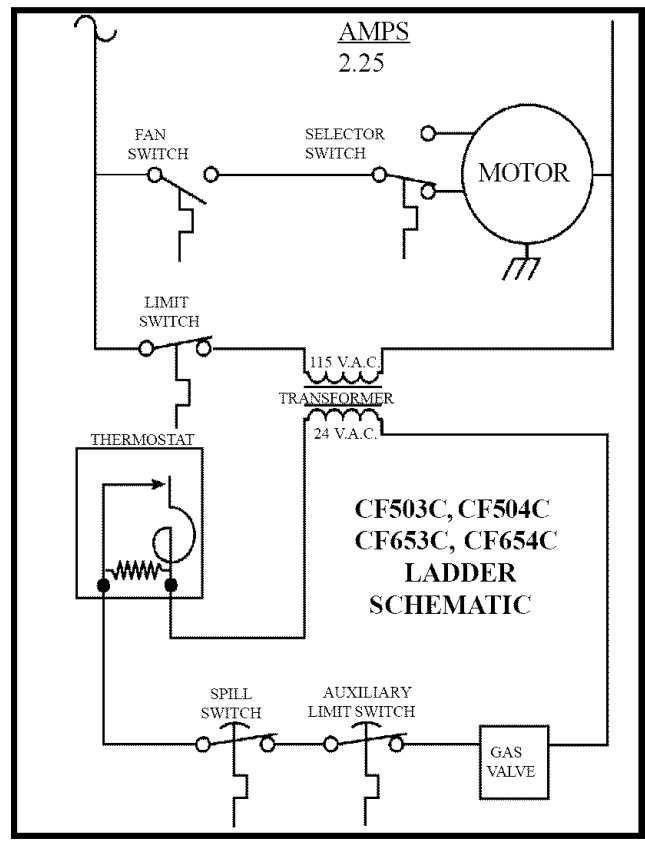 AMPS
2.25
FAN
SWITCH
SELECTOR
SWITCH
MOTOR
LIMIT
SWITCH
115 V.A.C.
TRANSFORMER
24 V.A.C.
THERMOSTAT
CF503C, CF504C
CF653C, CF654C
LADDER
SCHEMATIC
SPILL
SWITCH
AUXILIARY
LIMIT SWITCH
GAS
VALVE